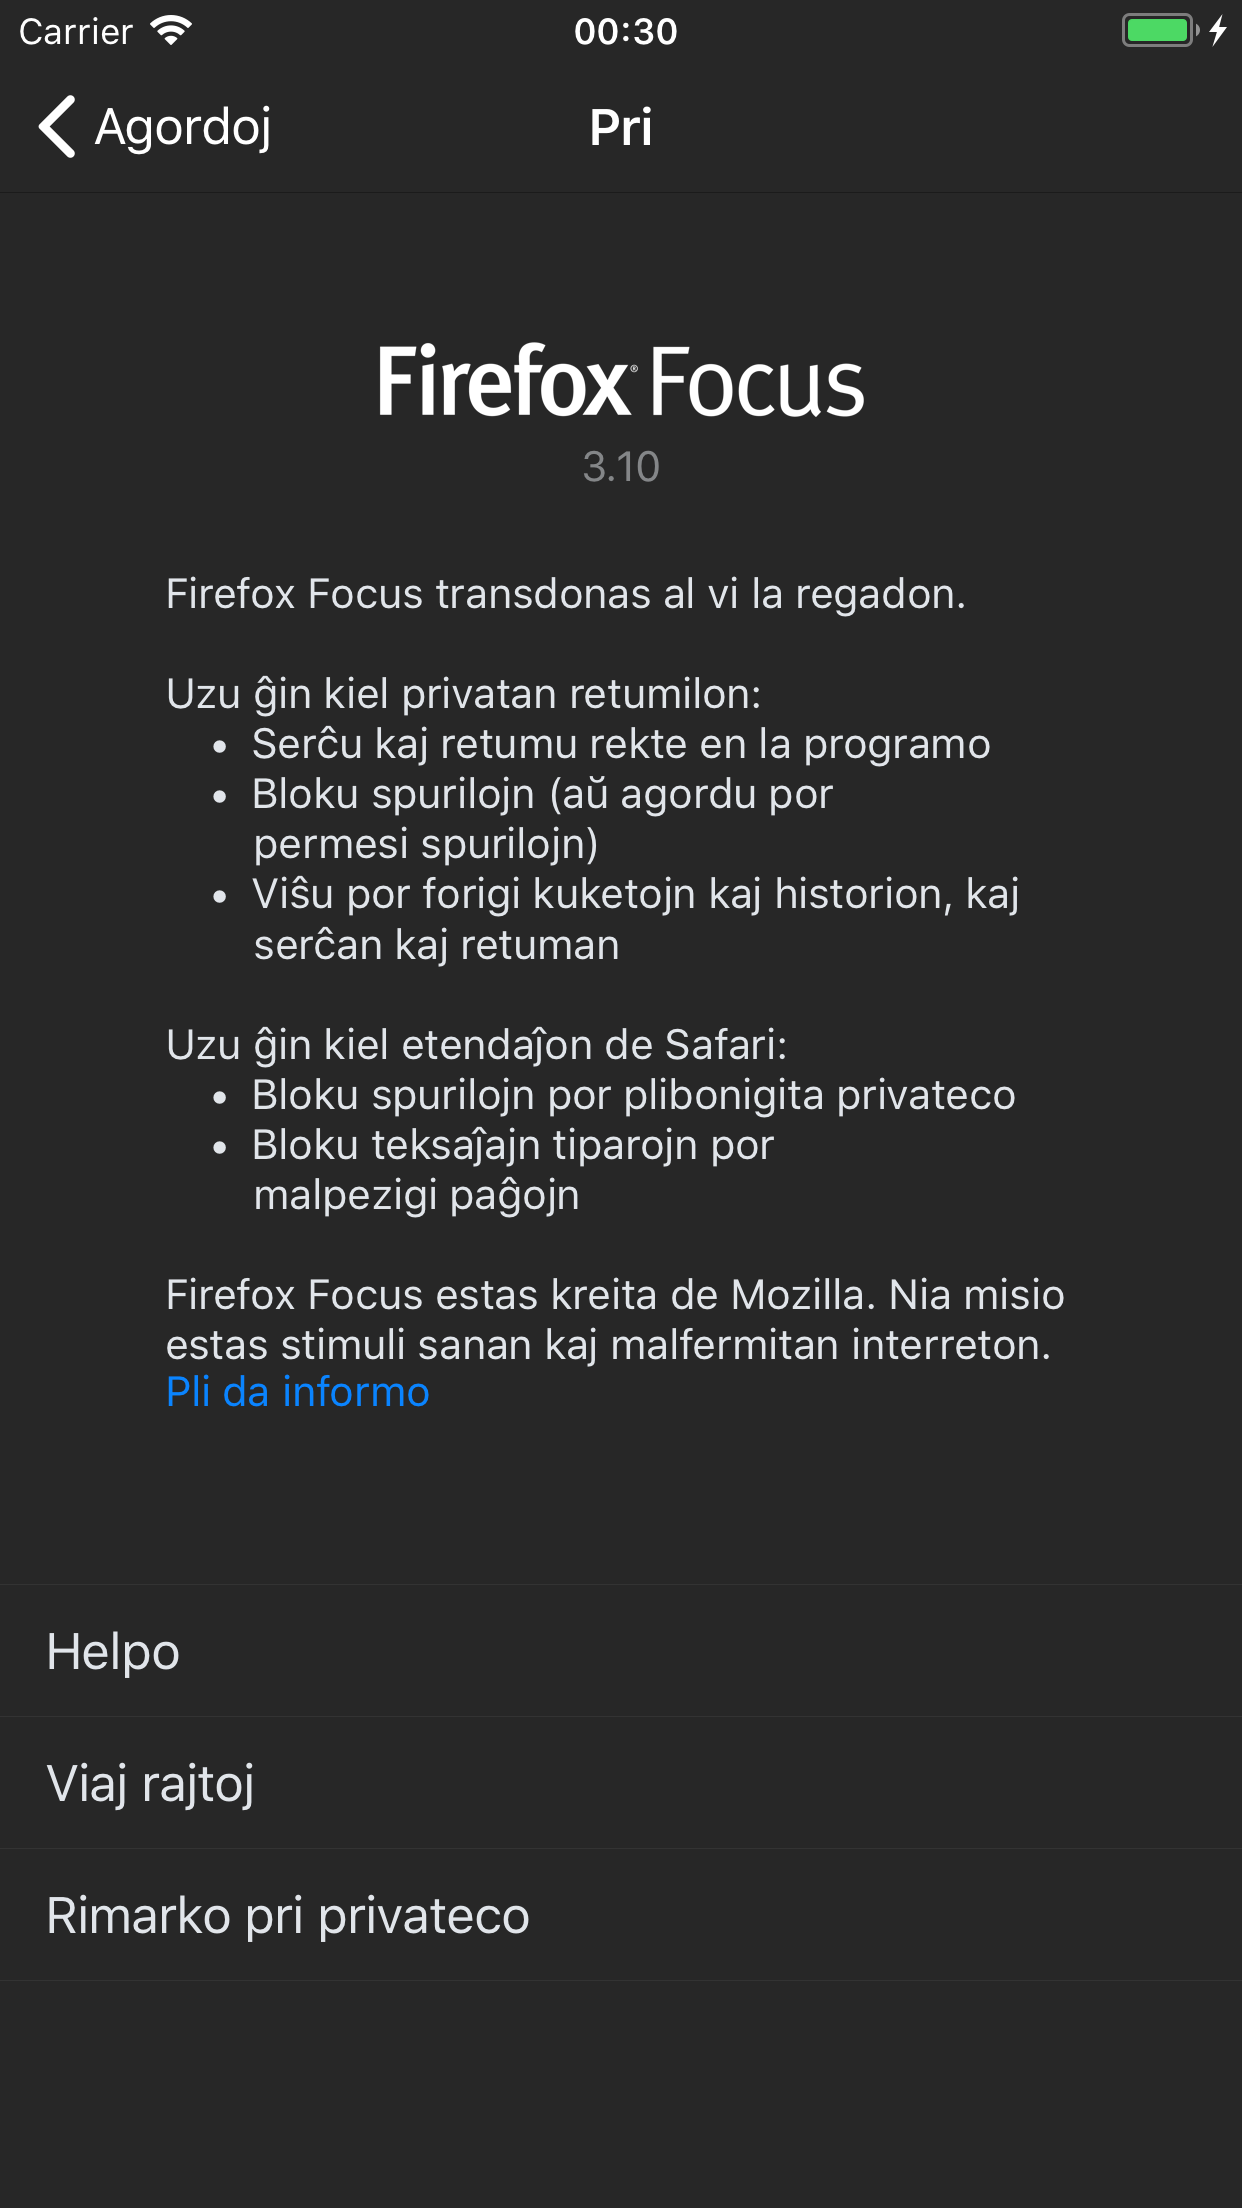 Carrier 00:30
Agordoj Pri
Firefox® Focus
3.10
Firefox Focus transdonas al vi la regadon.
Uzu ĝin kiel privatan retumilon:
• Serĉu kaj retumu rekte en la programo
• Bloku spurilojn (aŭ agordu por
permesi spurilojn)
• Viŝu por forigi kuketojn kaj historion, kaj
serĉan kaj retuman
Uzu ĝin kiel etendaĵon de Safari:
• Bloku spurilojn por plibonigita privateco
• Bloku teksaĵajn tiparojn por
malpezigi paĝojn
Firefox Focus estas kreita de Mozilla. Nia misio
estas stimuli sanan kaj malfermitan interreton.
Pli da informo
Helpo
Viaj rajtoj
Rimarko pri privateco